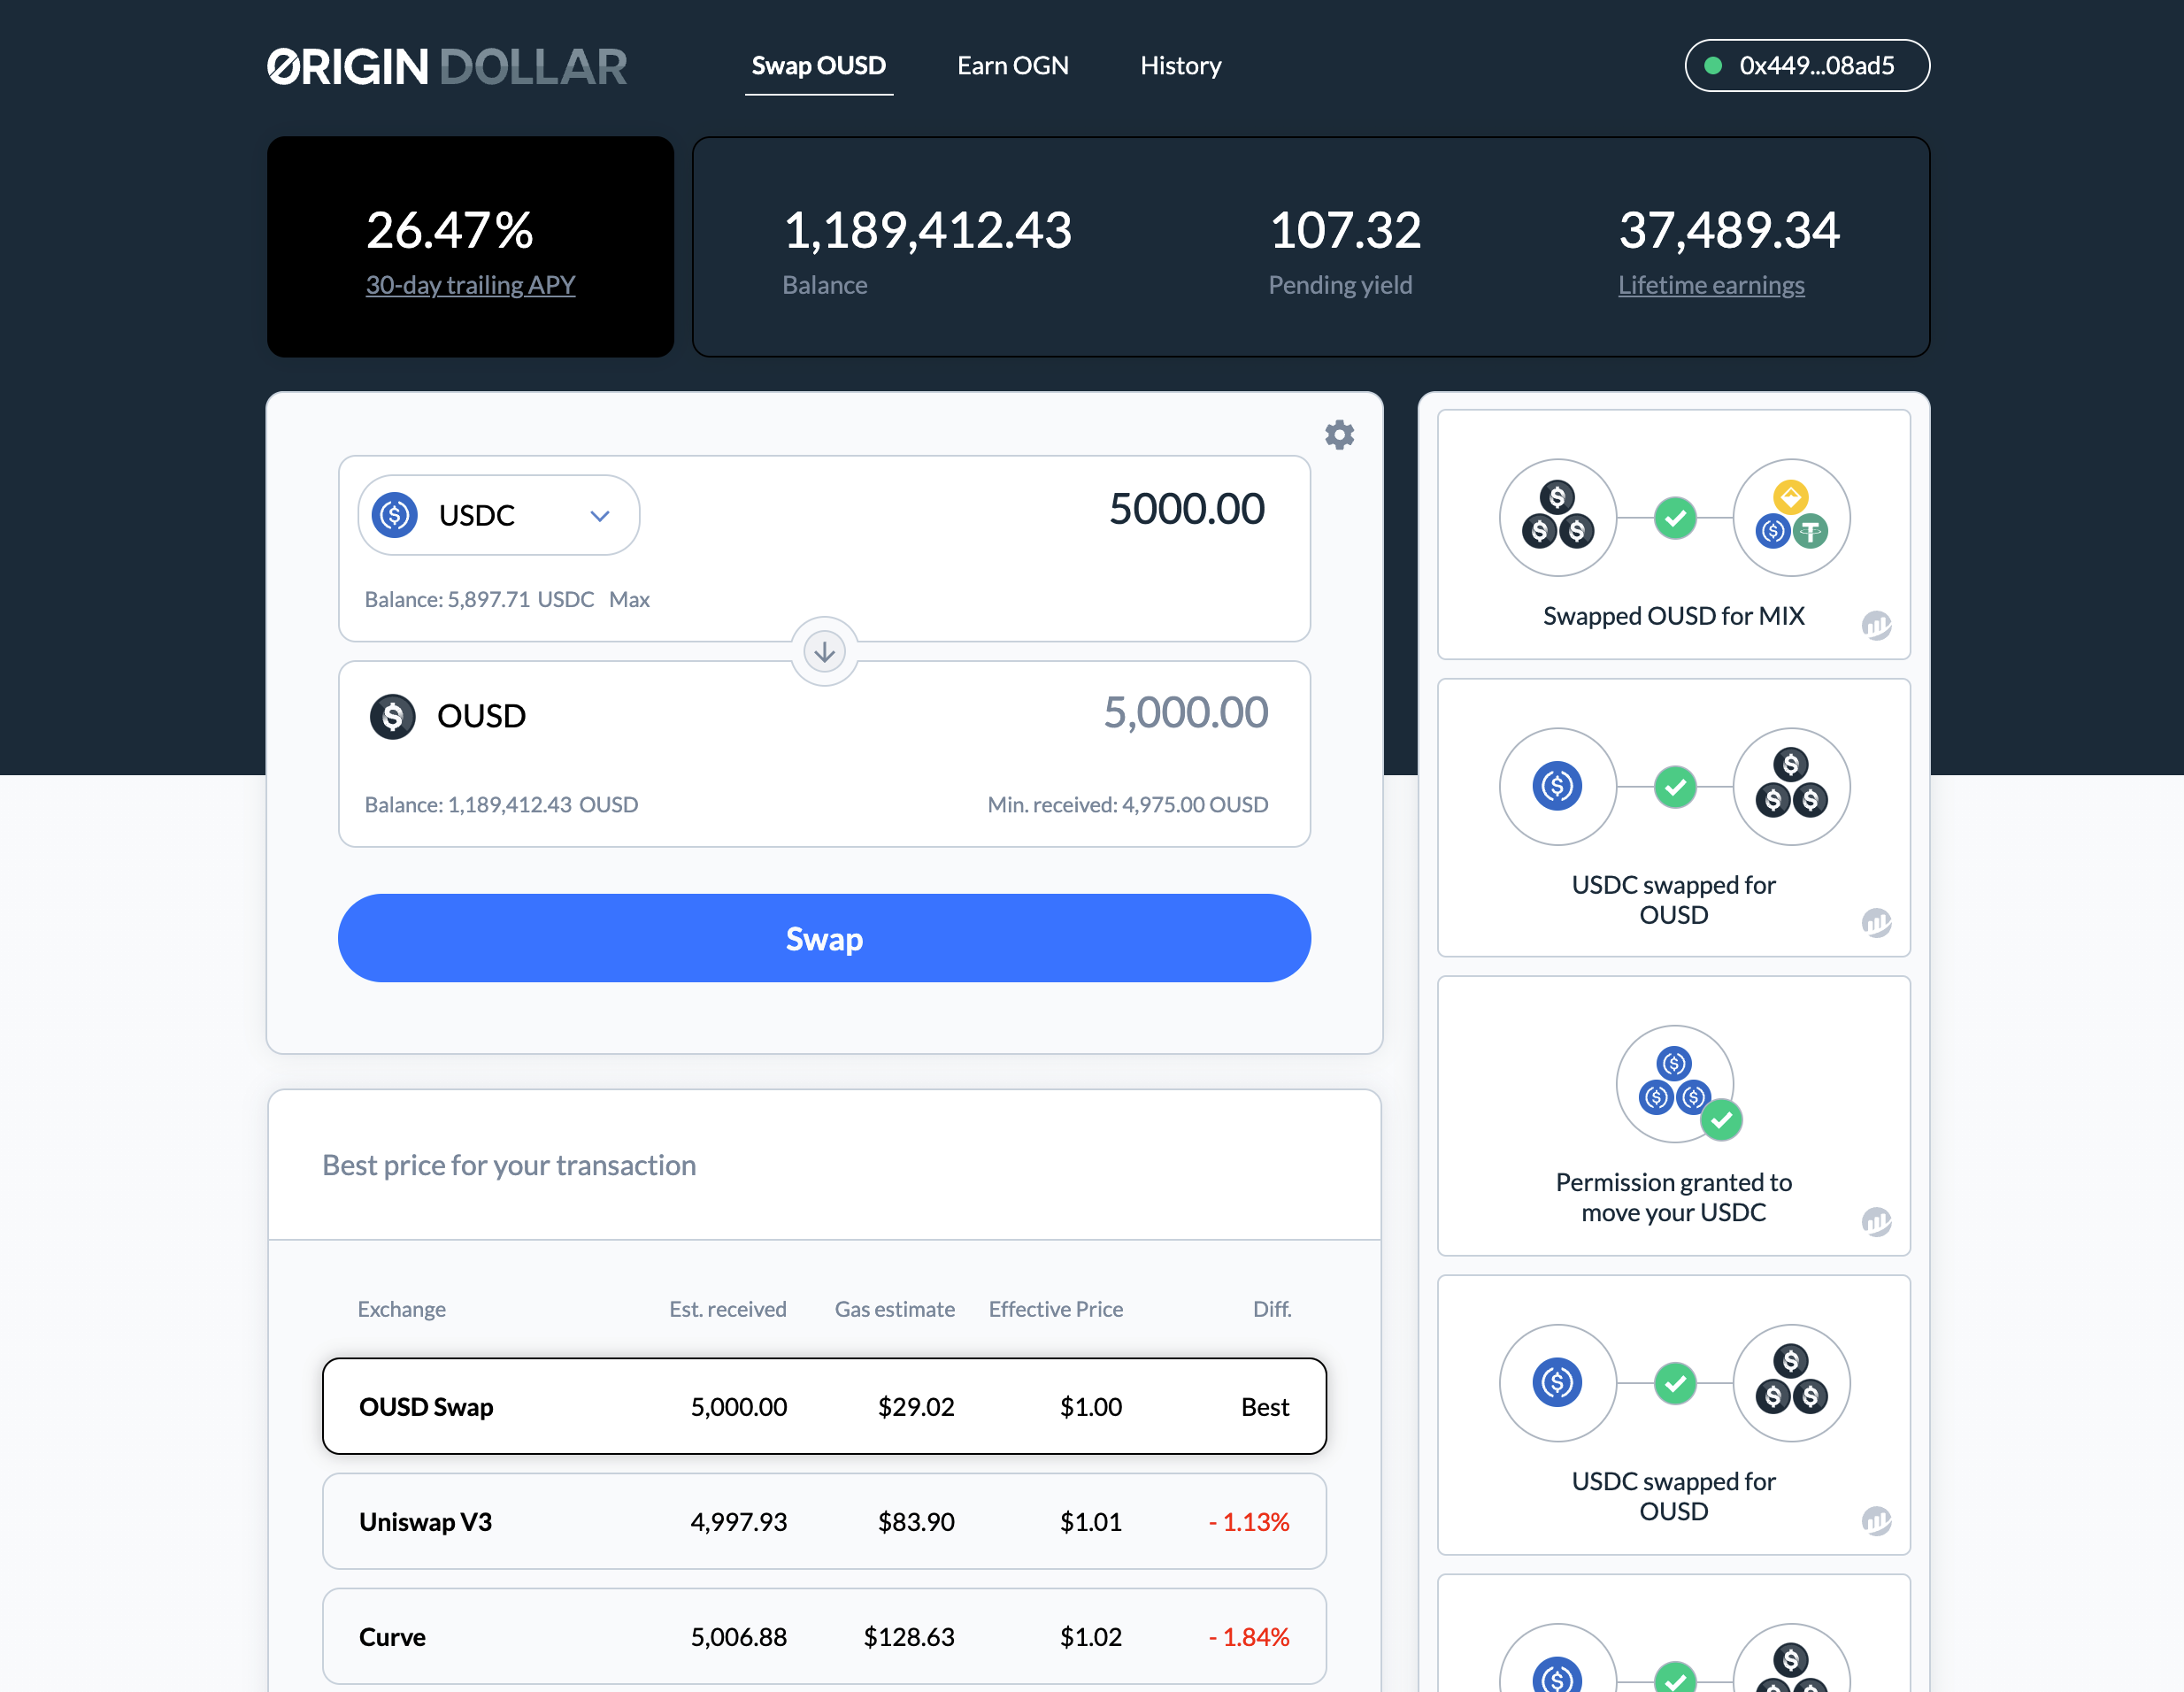 ORIGIN DOLLAR
Swap OUSD Earn OGN History
0x449...08ad5
26.47%
30-day trailing APY
1,189,412.43
Balance
107.32
Pending yield
37,489.34
Lifetime earnings
USDC
5000.00
Balance: 5,897.71 USDC Max
OUSD
5,000.00
Balance: 1,189,412.43 OUSD
Min. received: 4,975.00 OUSD
Swap
Best price for your transaction
Exchange Est. received Gas estimate Effective Price Diff.
OUSD Swap 5,000.00 $29.02 $1.00 Best
Uniswap V3 4,997.93 $83.90 $1.01 - 1.13%
Curve 5,006.88 $128.63 $1.02 - 1.84%
Swapped OUSD for MIX
USDC swapped for
OUSD
Permission granted to
move your USDC
USDC swapped for
OUSD